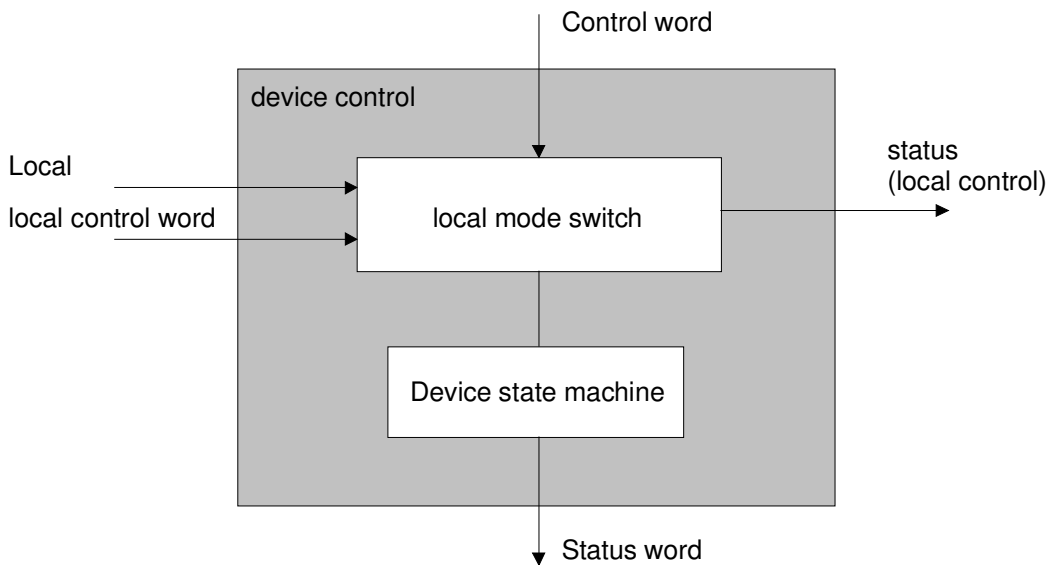 Control word
device control
Local
local control word
local mode switch
status
(local control)
Device state machine
Status word